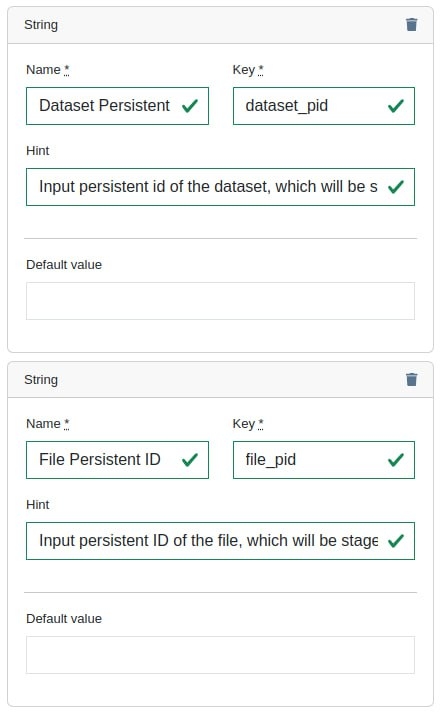 String
Name * Key *
Dataset Persistent dataset_pid
Hint
Input persistent id of the dataset, which will be s
Default value
String
Name * Key *
File Persistent ID file_pid
Hint
Input persistent ID of the file, which will be stage
Default value